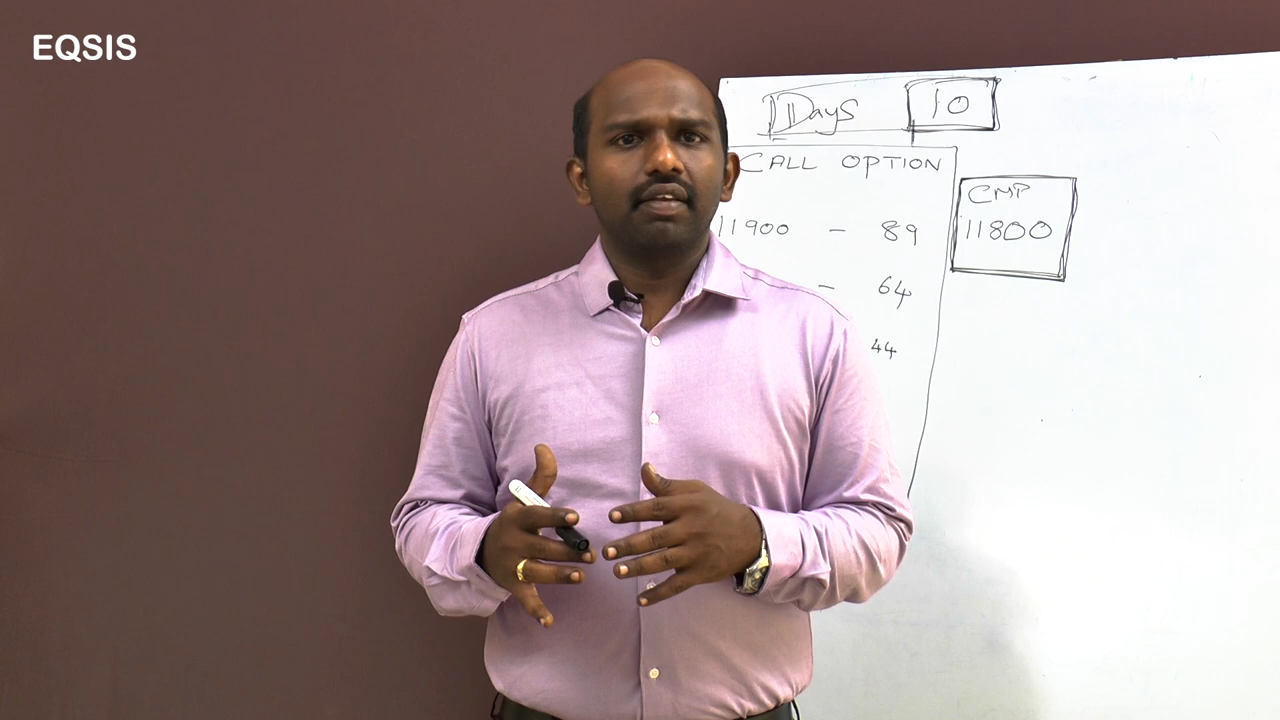 EQSIS
Days 10
CALL OPTION
CMP
11900 - 89
11800
- 64
44